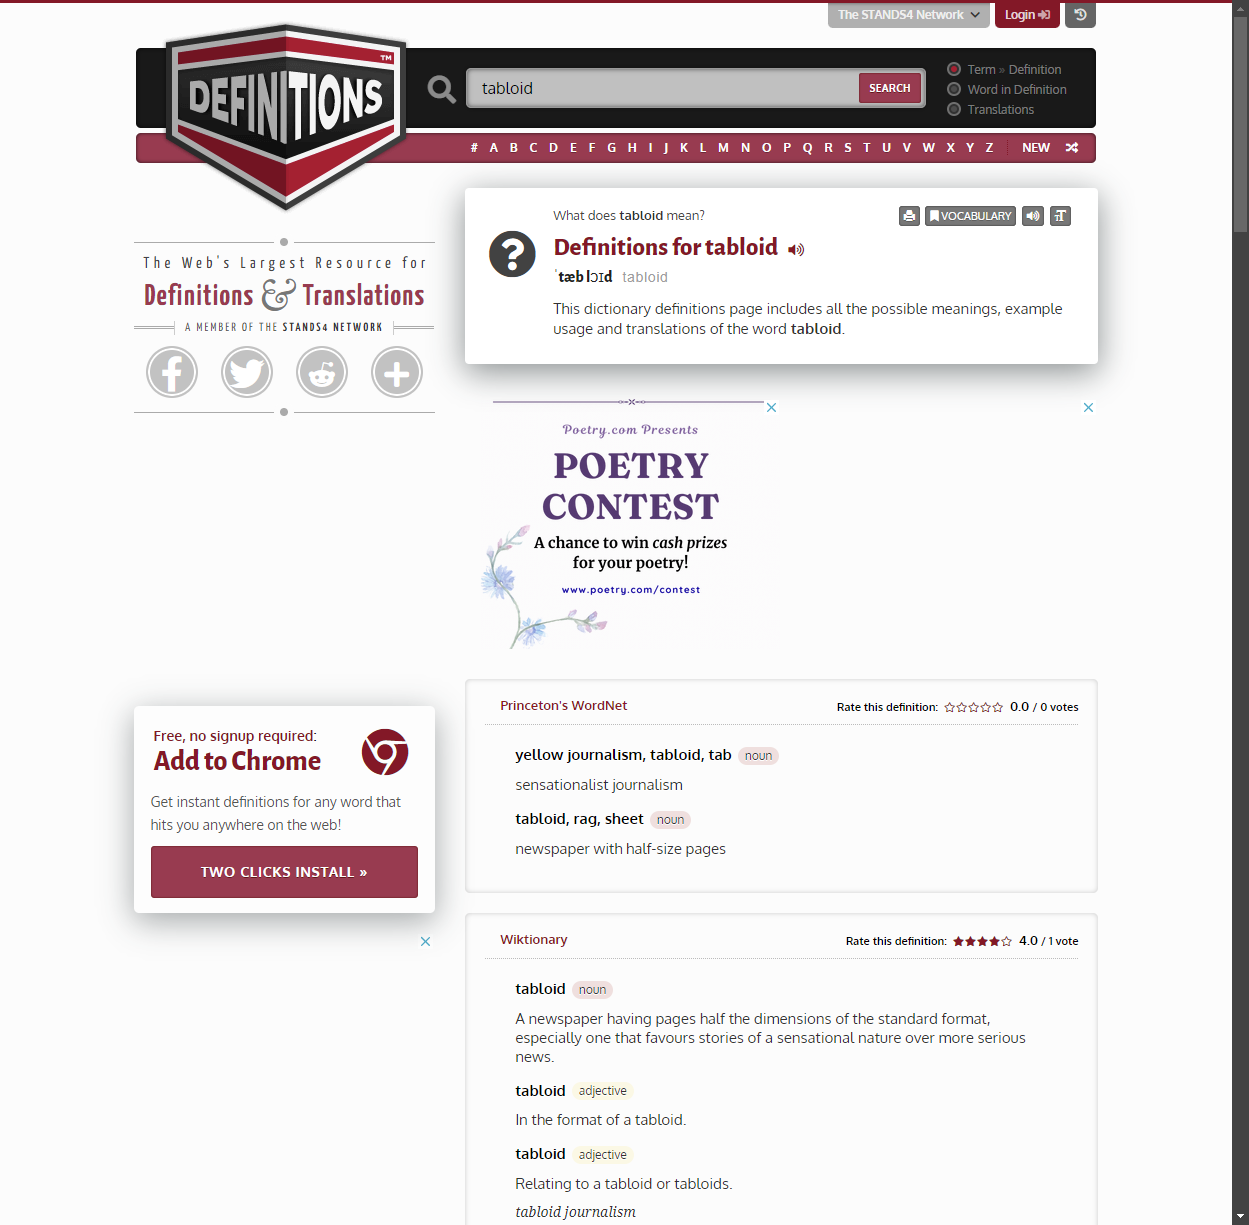 The STANDS4 Network
Login
DEFINITIONS
TM
tabloid
SEARCH
Term » Definition
Word in Definition
Translations
# A B C D E F G H I J K L M N O P Q R S T U V W X Y Z NEW
The Web's Largest Resource for
Definitions & Translations
A MEMBER OF THE STANDS4 NETWORK
What does tabloid mean?
VOCABULARY
Definitions for tabloid
ˈtæb lɔɪd tabloid
This dictionary definitions page includes all the possible meanings, example
usage and translations of the word tabloid.
Poetry.com Presents
POETRY
CONTEST
A chance to win cash prizes
for your poetry!
www.poetry.com/contest
Free, no signup required:
Add to Chrome
Get instant definitions for any word that
hits you anywhere on the web!
TWO CLICKS INSTALL »
Princeton's WordNet
Rate this definition: 0.0 / 0 votes
yellow journalism, tabloid, tab noun
sensationalist journalism
tabloid, rag, sheet noun
newspaper with half-size pages
Wiktionary
Rate this definition: 4.0 / 1 vote
tabloid noun
A newspaper having pages half the dimensions of the standard format,
especially one that favours stories of a sensational nature over more serious
news.
tabloid adjective
In the format of a tabloid.
tabloid adjective
Relating to a tabloid or tabloids.
tabloid journalism